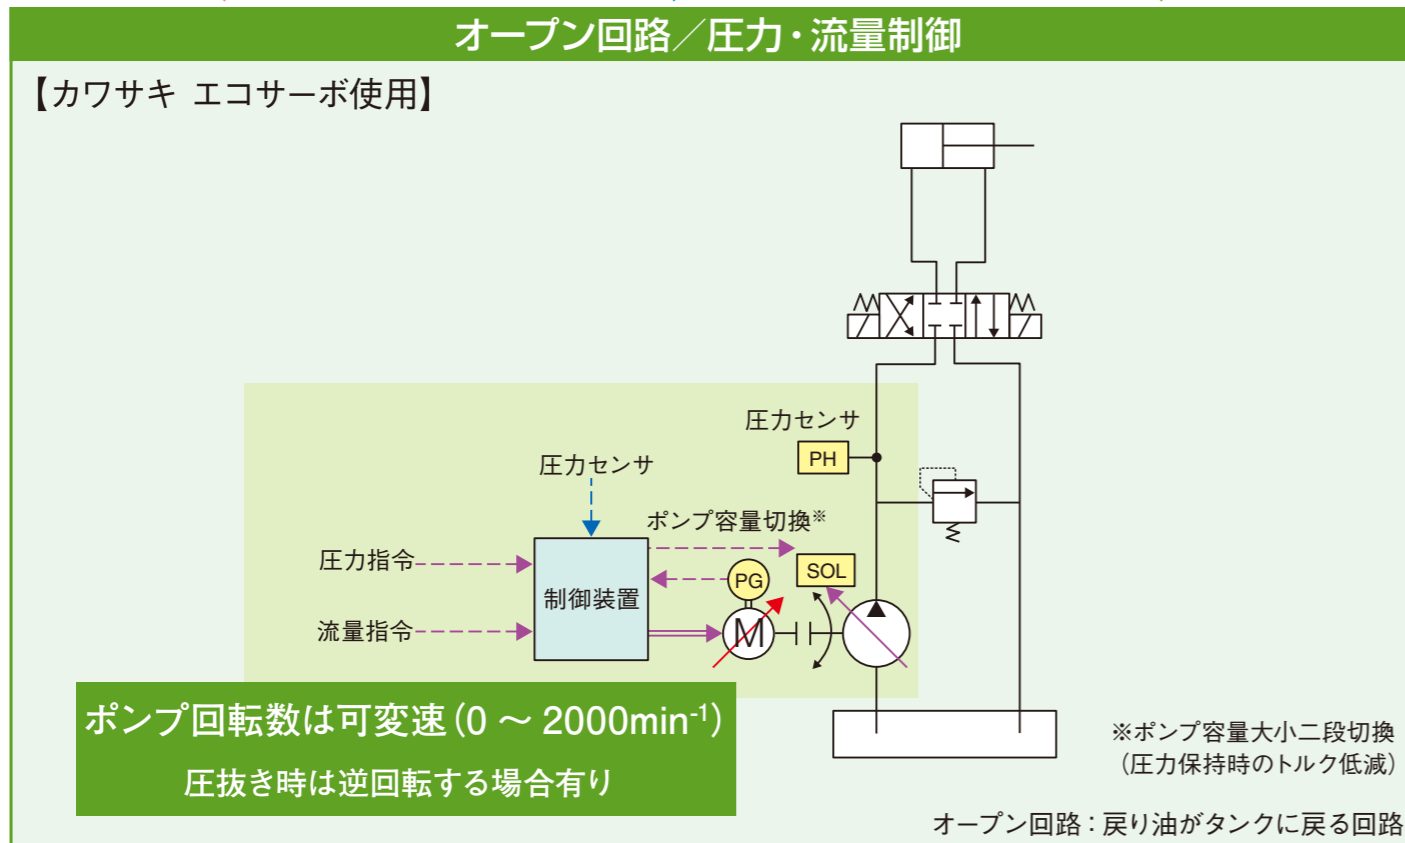 オープン回路／圧力・流量制御
【カワサキ エコサーボ使用】
圧力センサ
PH
圧力センサ
ポンプ容量切換※
圧力指令
制御装置
PG
SOL
流量指令
M
ポンプ回転数は可変速（0 ～ 2000min⁻¹）
圧抜き時は逆回転する場合有り
※ポンプ容量大小二段切換
（圧力保持時のトルク低減）
オープン回路：戻り油がタンクに戻る回路